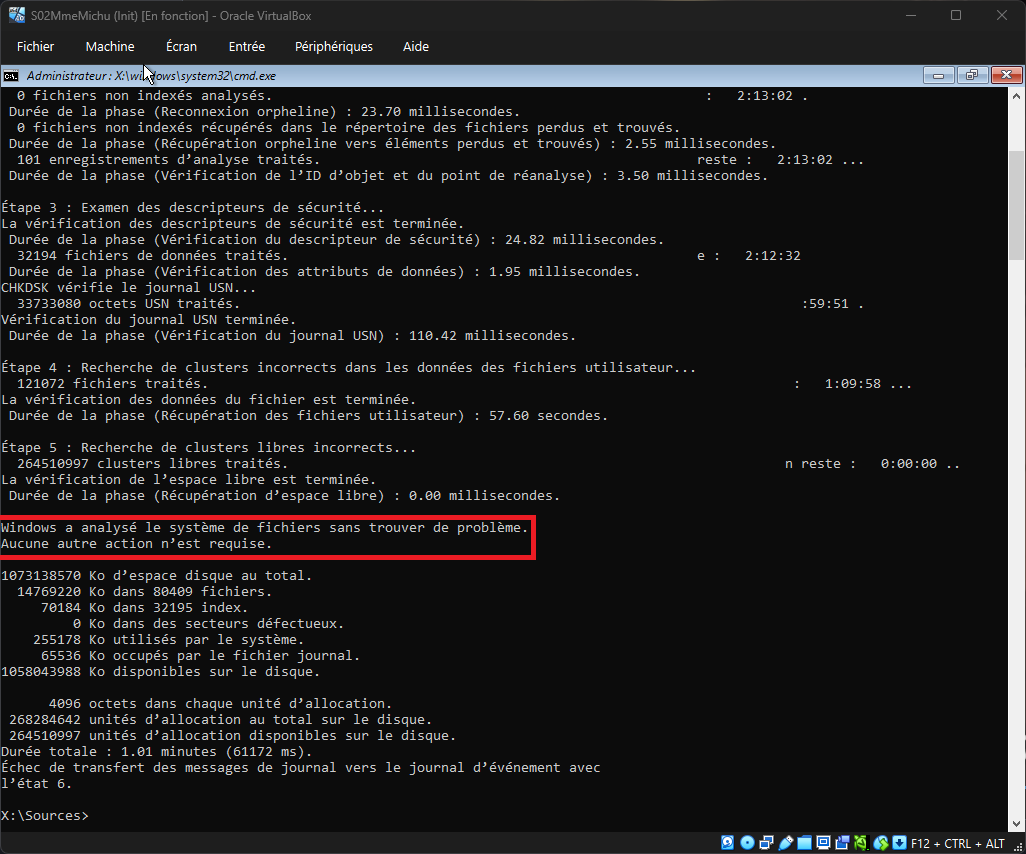 S02MmeMichu (Init) [En fonction] - Oracle VirtualBox
Fichier Machine Écran Entrée Périphériques Aide
Administrateur : X:\windows\system32\cmd.exe
0 fichiers non indexés analysés. : 2:13:02 .
Durée de la phase (Reconnexion orpheline) : 23.70 millisecondes.
0 fichiers non indexés récupérés dans le répertoire des fichiers perdus et trouvés.
Durée de la phase (Récupération orpheline vers éléments perdus et trouvés) : 2.55 millisecondes.
101 enregistrements d’analyse traités. reste : 2:13:02 ...
Durée de la phase (Vérification de l’ID d’objet et du point de réanalyse) : 3.50 millisecondes.
Étape 3 : Examen des descripteurs de sécurité...
La vérification des descripteurs de sécurité est terminée.
Durée de la phase (Vérification du descripteur de sécurité) : 24.82 millisecondes.
32194 fichiers de données traités. e : 2:12:32
Durée de la phase (Vérification des attributs de données) : 1.95 millisecondes.
CHKDSK vérifie le journal USN...
33733080 octets USN traités. :59:51 .
Vérification du journal USN terminée.
Durée de la phase (Vérification du journal USN) : 110.42 millisecondes.
Étape 4 : Recherche de clusters incorrects dans les données des fichiers utilisateur...
121072 fichiers traités. : 1:09:58 ...
La vérification des données du fichier est terminée.
Durée de la phase (Récupération des fichiers utilisateur) : 57.60 secondes.
Étape 5 : Recherche de clusters libres incorrects...
264510997 clusters libres traités. n reste : 0:00:00 ..
La vérification de l’espace libre est terminée.
Durée de la phase (Récupération d’espace libre) : 0.00 millisecondes.
Windows a analysé le système de fichiers sans trouver de problème.
Aucune autre action n’est requise.
1073138570 Ko d’espace disque au total.
14769220 Ko dans 80409 fichiers.
70184 Ko dans 32195 index.
0 Ko dans des secteurs défectueux.
255178 Ko utilisés par le système.
65536 Ko occupés par le fichier journal.
1058043988 Ko disponibles sur le disque.
4096 octets dans chaque unité d’allocation.
268284642 unités d’allocation au total sur le disque.
264510997 unités d’allocation disponibles sur le disque.
Durée totale : 1.01 minutes (61172 ms).
Échec de transfert des messages de journal vers le journal d’événement avec
l’état 6.
X:\Sources>
F12 + CTRL + ALT